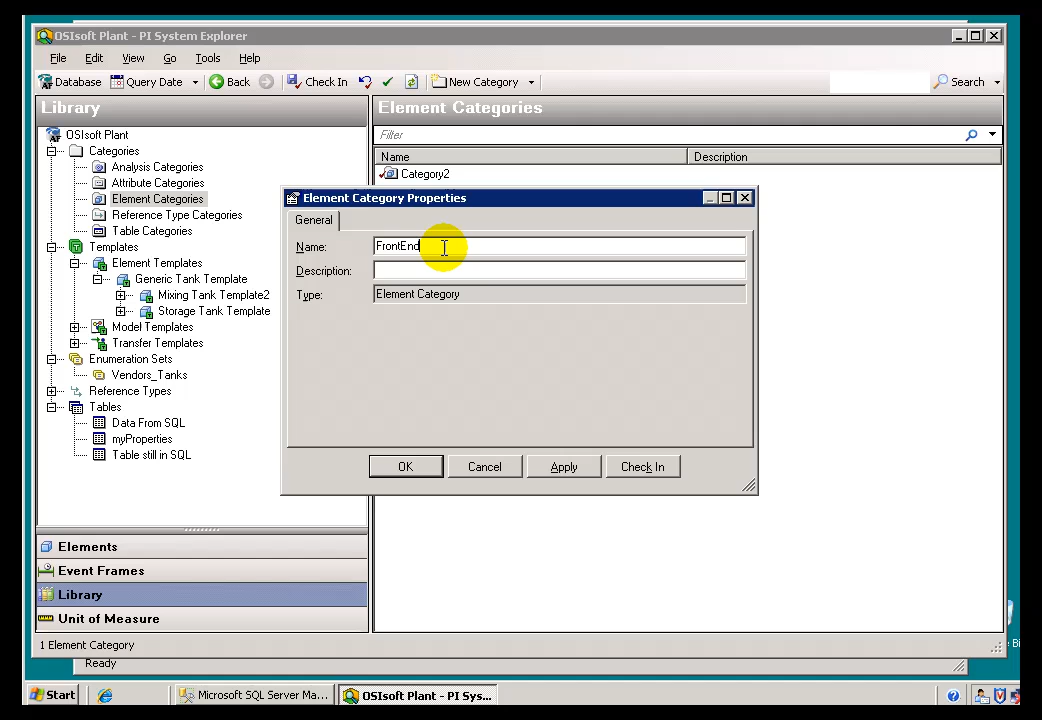 OSIsoft Plant - PI System Explorer
File Edit View Go Tools Help
Database Query Date Back Check In New Category Search
Library
Element Categories
OSIsoft Plant
Filter
Categories
Name Description
Analysis Categories
Category2
Attribute Categories
Element Categories
Element Category Properties
Reference Type Categories
General
Table Categories
Templates
Name: FrontEnd
Element Templates
Description:
Generic Tank Template
Type: Element Category
Mixing Tank Template2
Storage Tank Template
Model Templates
Transfer Templates
Enumeration Sets
Vendors_Tanks
Reference Types
Tables
Data From SQL
myProperties
Table still in SQL
OK Cancel Apply Check In
Elements
Event Frames
Library
Unit of Measure
1 Element Category
Ready
Start Microsoft SQL Server Ma... OSIsoft Plant - PI Sys...